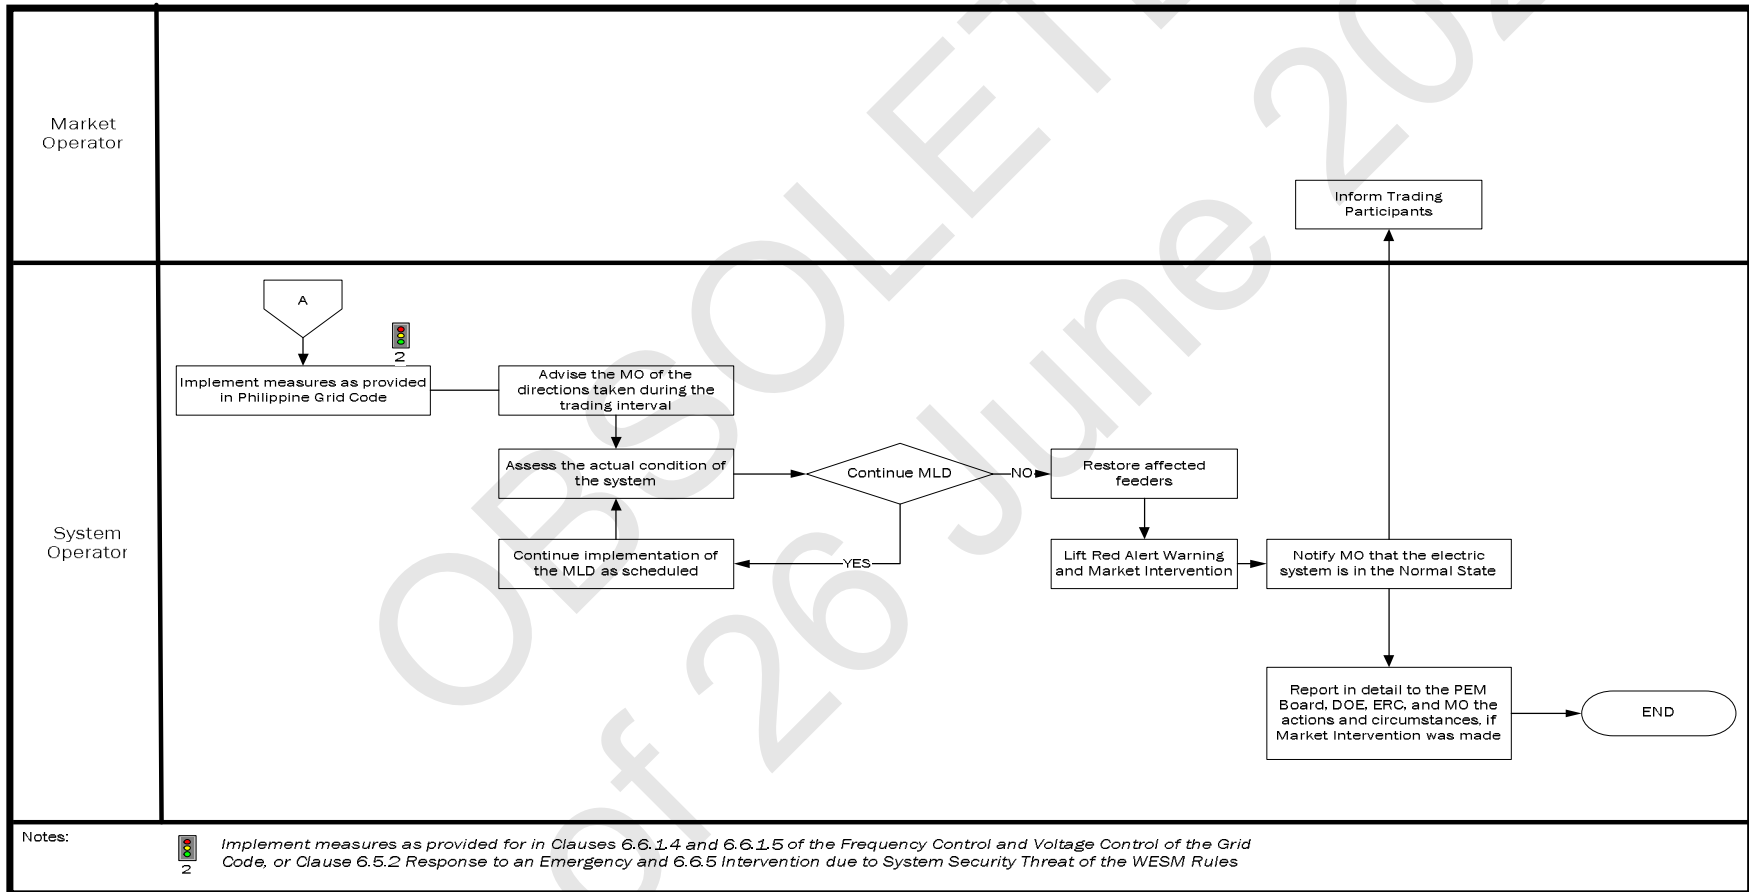 Market
Operator
Inform Trading
Participants
System
Operator
A
2
Implement measures as provided
in Philippine Grid Code
Advise the MO of the
directions taken during the
trading interval
Assess the actual condition of
the system
Continue MLD
NO
Restore affected
feeders
Continue implementation of
the MLD as scheduled
YES
Lift Red Alert Warning
and Market Intervention
Notify MO that the electric
system is in the Normal State
Report in detail to the PEM
Board, DOE, ERC, and MO the
actions and circumstances, if
Market Intervention was made
END
Notes:
2
Implement measures as provided for in Clauses 6.6.1.4 and 6.6.1.5 of the Frequency Control and Voltage Control of the Grid
Code, or Clause 6.5.2 Response to an Emergency and 6.6.5 Intervention due to System Security Threat of the WESM Rules
OBSOLET
of 26 June 202